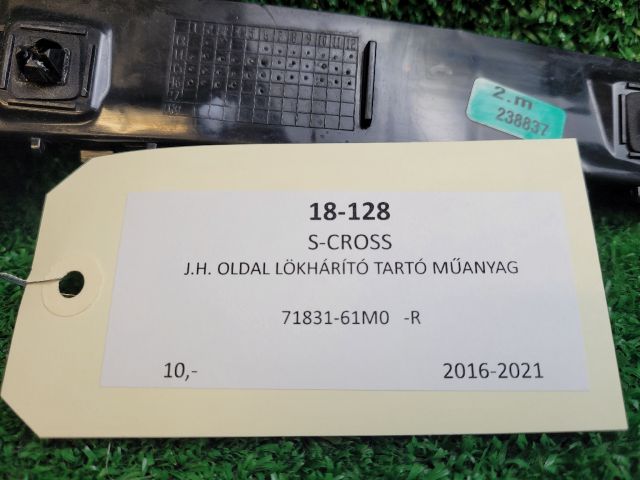 2.m
238837
18-128
S-CROSS
J.H. OLDAL LÖKHÁRÍTÓ TARTÓ MŰANYAG
71831-61M0 -R
10,- 2016-2021